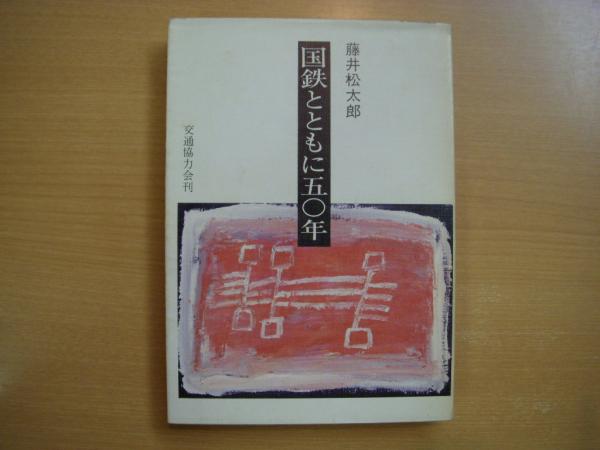 藤井松太郎
国鉄とともに五〇年
交通協力会刊